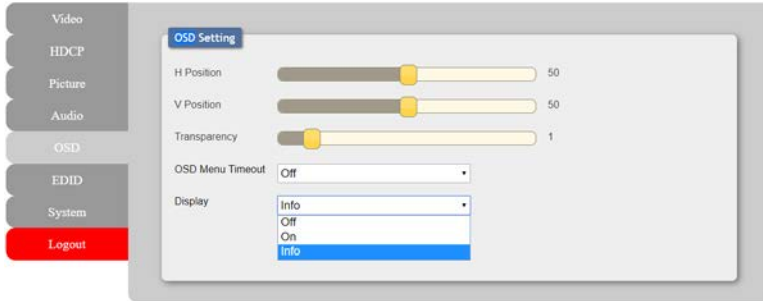 Video
HDCP
Picture
Audio
OSD
EDID
System
Logout
OSD Setting
H Position 50
V Position 50
Transparency 1
OSD Menu Timeout Off
Display Info
Off
On
Info